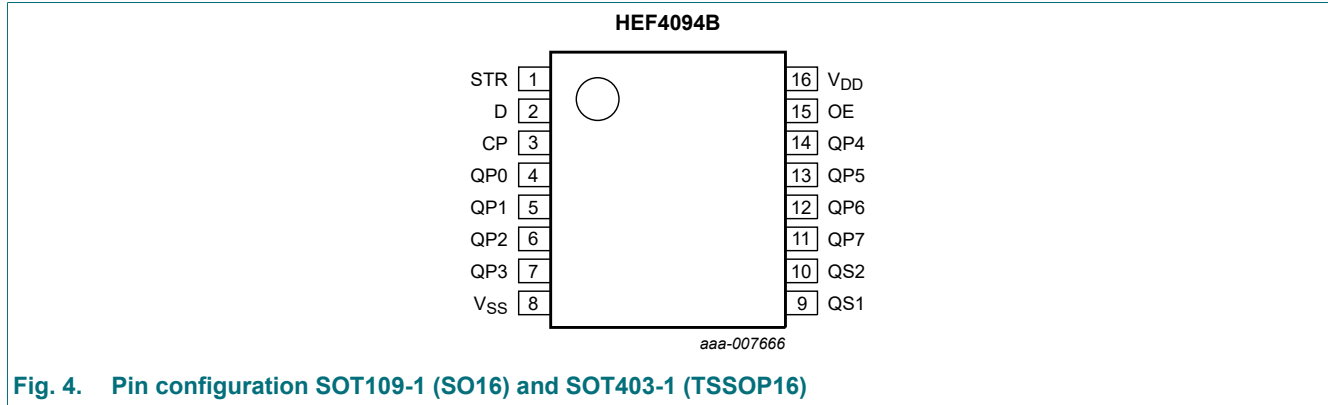 HEF4094B
STR 1 16 VDD
D 2 15 OE
CP 3 14 QP4
QP0 4 13 QP5
QP1 5 12 QP6
QP2 6 11 QP7
QP3 7 10 QS2
VSS 8 9 QS1
aaa-007666
Fig. 4. Pin configuration SOT109-1 (SO16) and SOT403-1 (TSSOP16)